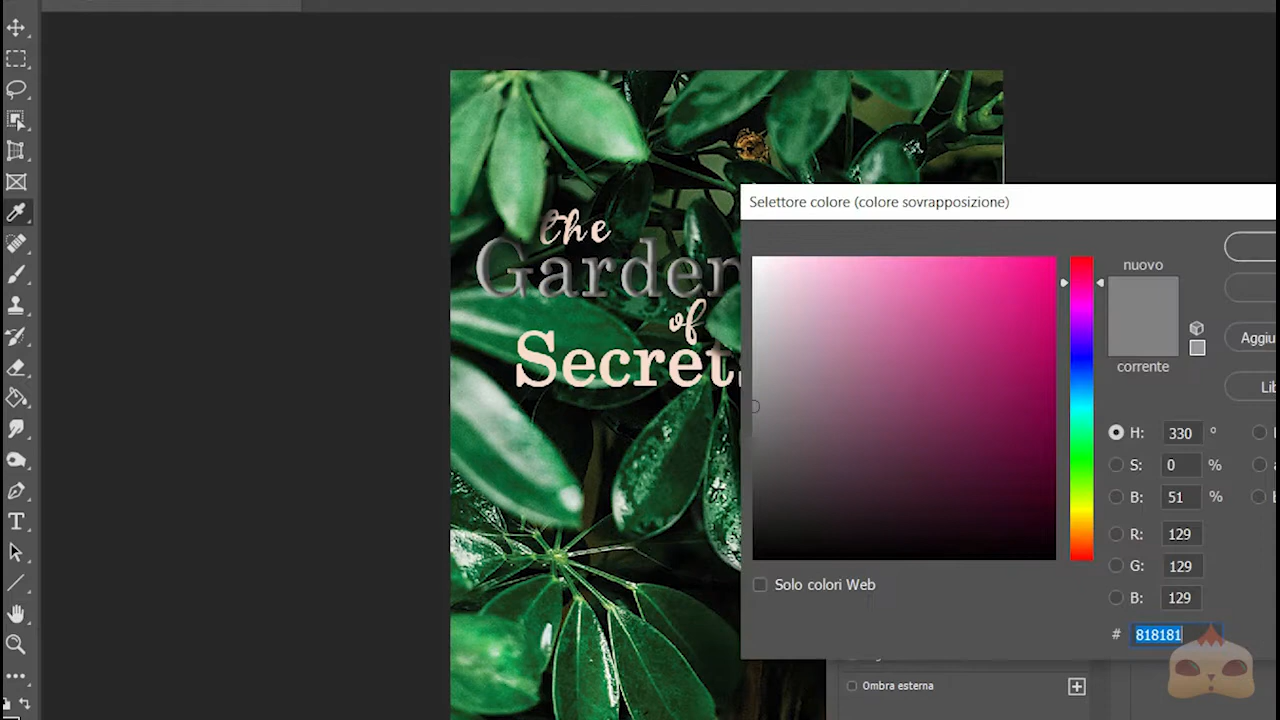 Selettore colore (colore sovrapposizione)
the
Garden
of
Secret
nuovo
corrente
Aggiu
Lib
H: 330 °
S: 0 %
B: 51 %
R: 129
G: 129
B: 129
# 818181
Solo colori Web
Ombra esterna